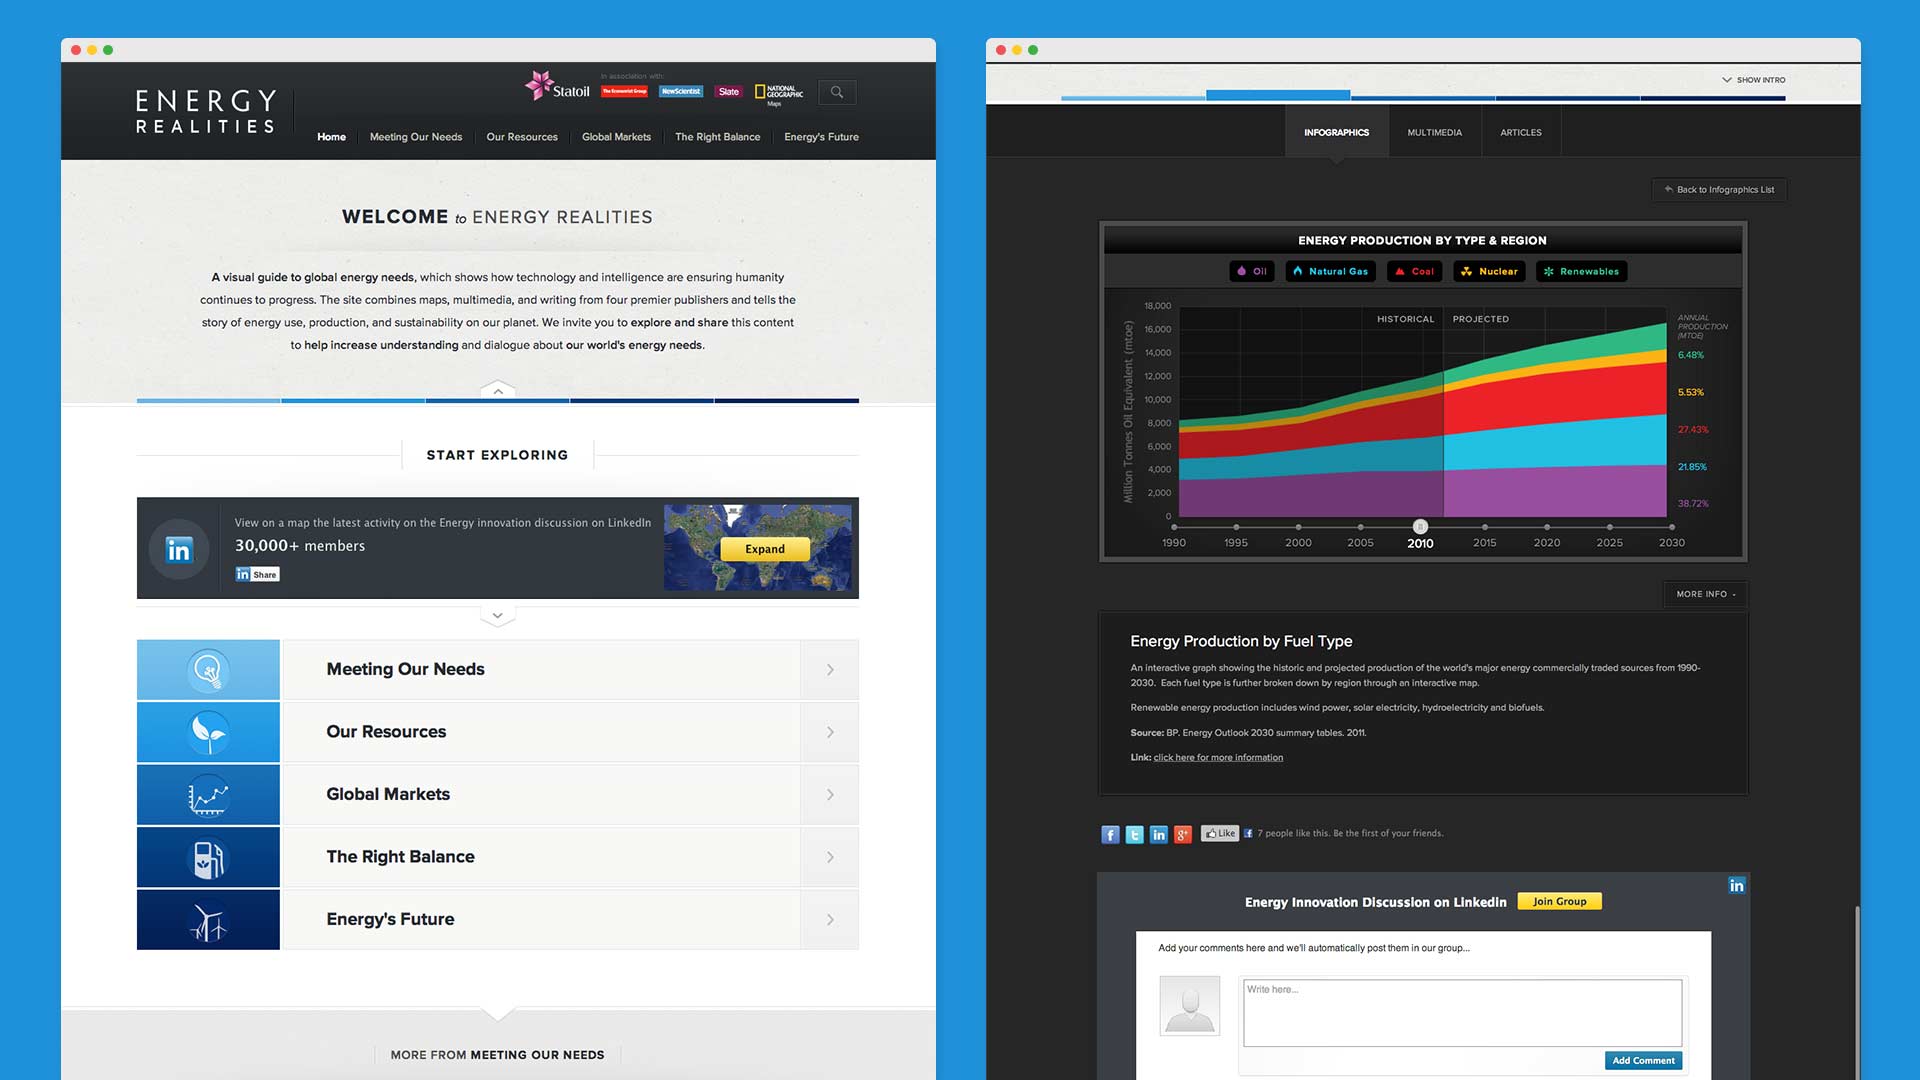 ENERGY
REALITIES
Statoil
In association with:
The Economist Group
NewScientist
Slate
NATIONAL
GEOGRAPHIC
Maps
Home
Meeting Our Needs
Our Resources
Global Markets
The Right Balance
Energy's Future
WELCOME to ENERGY REALITIES
A visual guide to global energy needs, which shows how technology and intelligence are ensuring humanity
continues to progress. The site combines maps, multimedia, and writing from four premier publishers and tells the
story of energy use, production, and sustainability on our planet. We invite you to explore and share this content
to help increase understanding and dialogue about our world's energy needs.
START EXPLORING
in
View on a map the latest activity on the Energy innovation discussion on LinkedIn
30,000+ members
in Share
Expand
Meeting Our Needs
Our Resources
Global Markets
The Right Balance
Energy's Future
MORE FROM MEETING OUR NEEDS
SHOW INTRO
INFOGRAPHICS
MULTIMEDIA
ARTICLES
Back to Infographics List
ENERGY PRODUCTION BY TYPE & REGION
Oil
Natural Gas
Coal
Nuclear
Renewables
Million Tonnes Oil Equivalent (mtoe)
18,000
16,000
14,000
12,000
10,000
8,000
6,000
4,000
2,000
0
HISTORICAL
PROJECTED
ANNUAL
PRODUCTION
(MTOE)
6.48%
5.53%
27.43%
21.85%
38.72%
1990
1995
2000
2005
2010
2015
2020
2025
2030
MORE INFO -
Energy Production by Fuel Type
An interactive graph showing the historic and projected production of the world's major energy commercially traded sources from 1990-
2030. Each fuel type is further broken down by region through an interactive map.
Renewable energy production includes wind power, solar electricity, hydroelectricity and biofuels.
Source: BP. Energy Outlook 2030 summary tables. 2011.
Link: click here for more information
f
t
in
g+
Like
f
7 people like this. Be the first of your friends.
in
Energy Innovation Discussion on LinkedIn
Join Group
Add your comments here and we'll automatically post them in our group...
Write here...
Add Comment